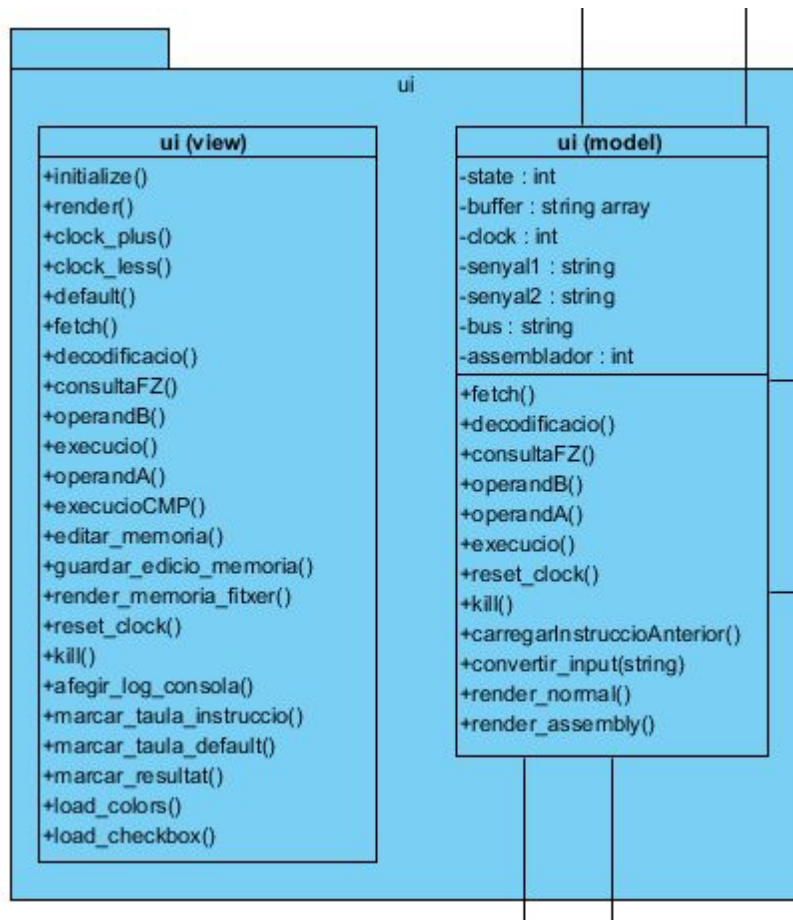 ui
ui (view)
+initialize()
+render()
+clock_plus()
+clock_less()
+default()
+fetch()
+decodificacio()
+consultaFZ()
+operandB()
+execucio()
+operandA()
+execucioCMP()
+editar_memoria()
+guardar_edicio_memoria()
+render_memoria_fitxer()
+reset_clock()
+kill()
+afegir_log_consola()
+marcar_taula_instruccio()
+marcar_taula_default()
+marcar_resultat()
+load_colors()
+load_checkbox()
ui (model)
-state : int
-buffer : string array
-clock : int
-senyal1 : string
-senyal2 : string
-bus : string
-assemblador : int
+fetch()
+decodificacio()
+consultaFZ()
+operandB()
+operandA()
+execucio()
+reset_clock()
+kill()
+carregarInstruccioAnterior()
+convertir_input(string)
+render_normal()
+render_assembly()